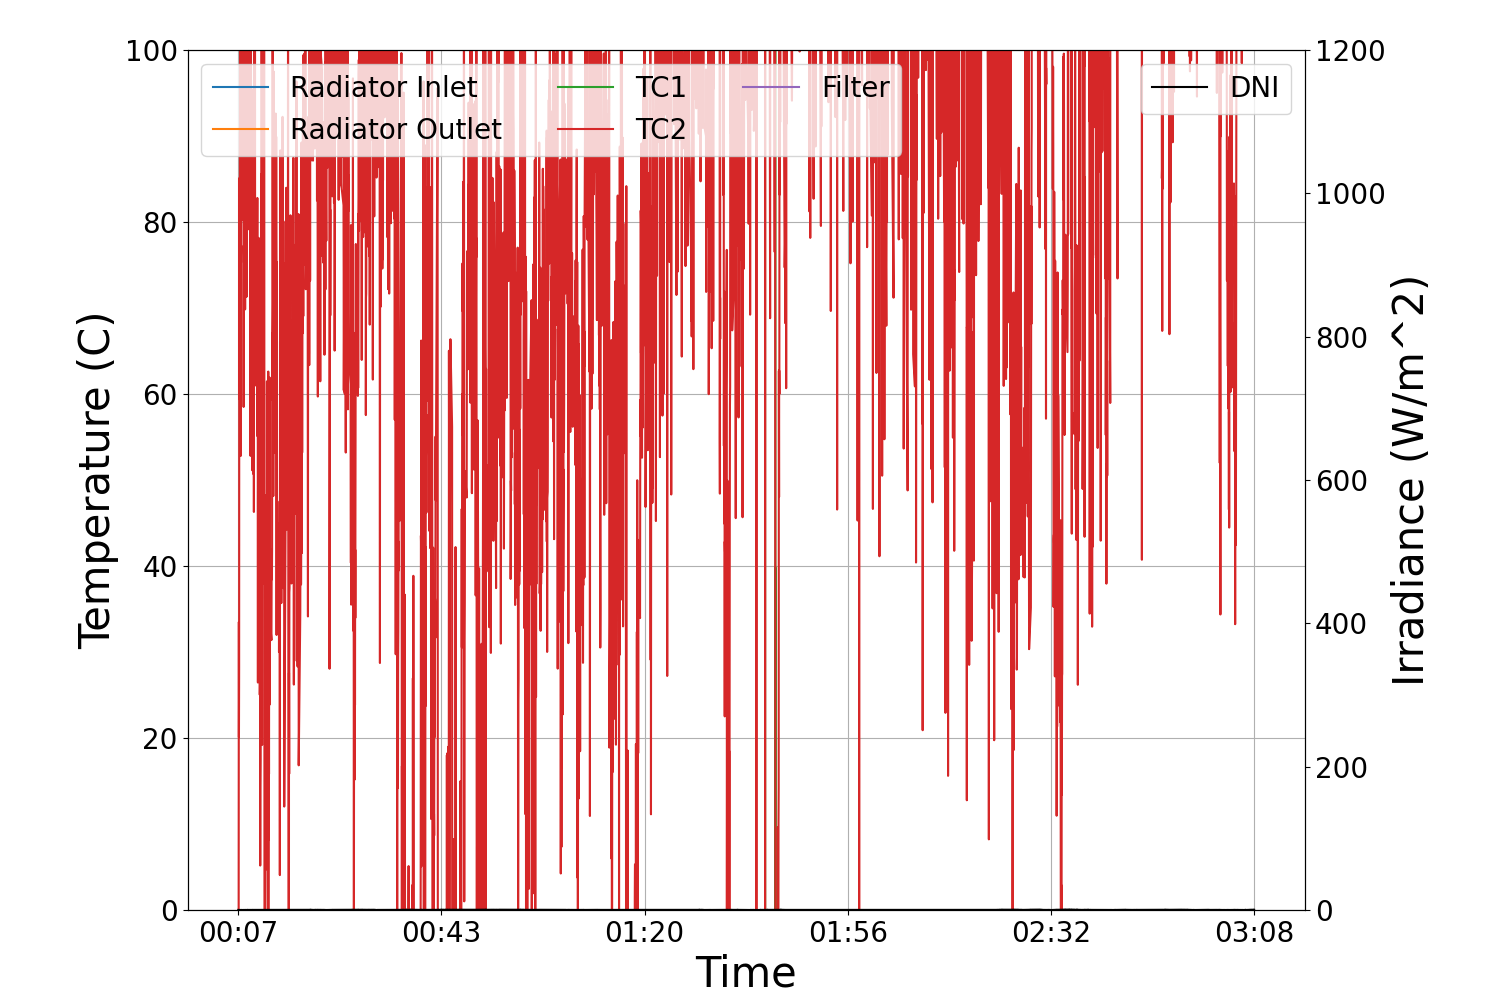 100
80
60
40
20
0
Temperature (C)
Radiator Inlet
Radiator Outlet
TC1
TC2
Filter
DNI
1200
1000
800
600
400
200
0
Irradiance (W/m^2)
00:07 00:43 01:20 01:56 02:32 03:08
Time